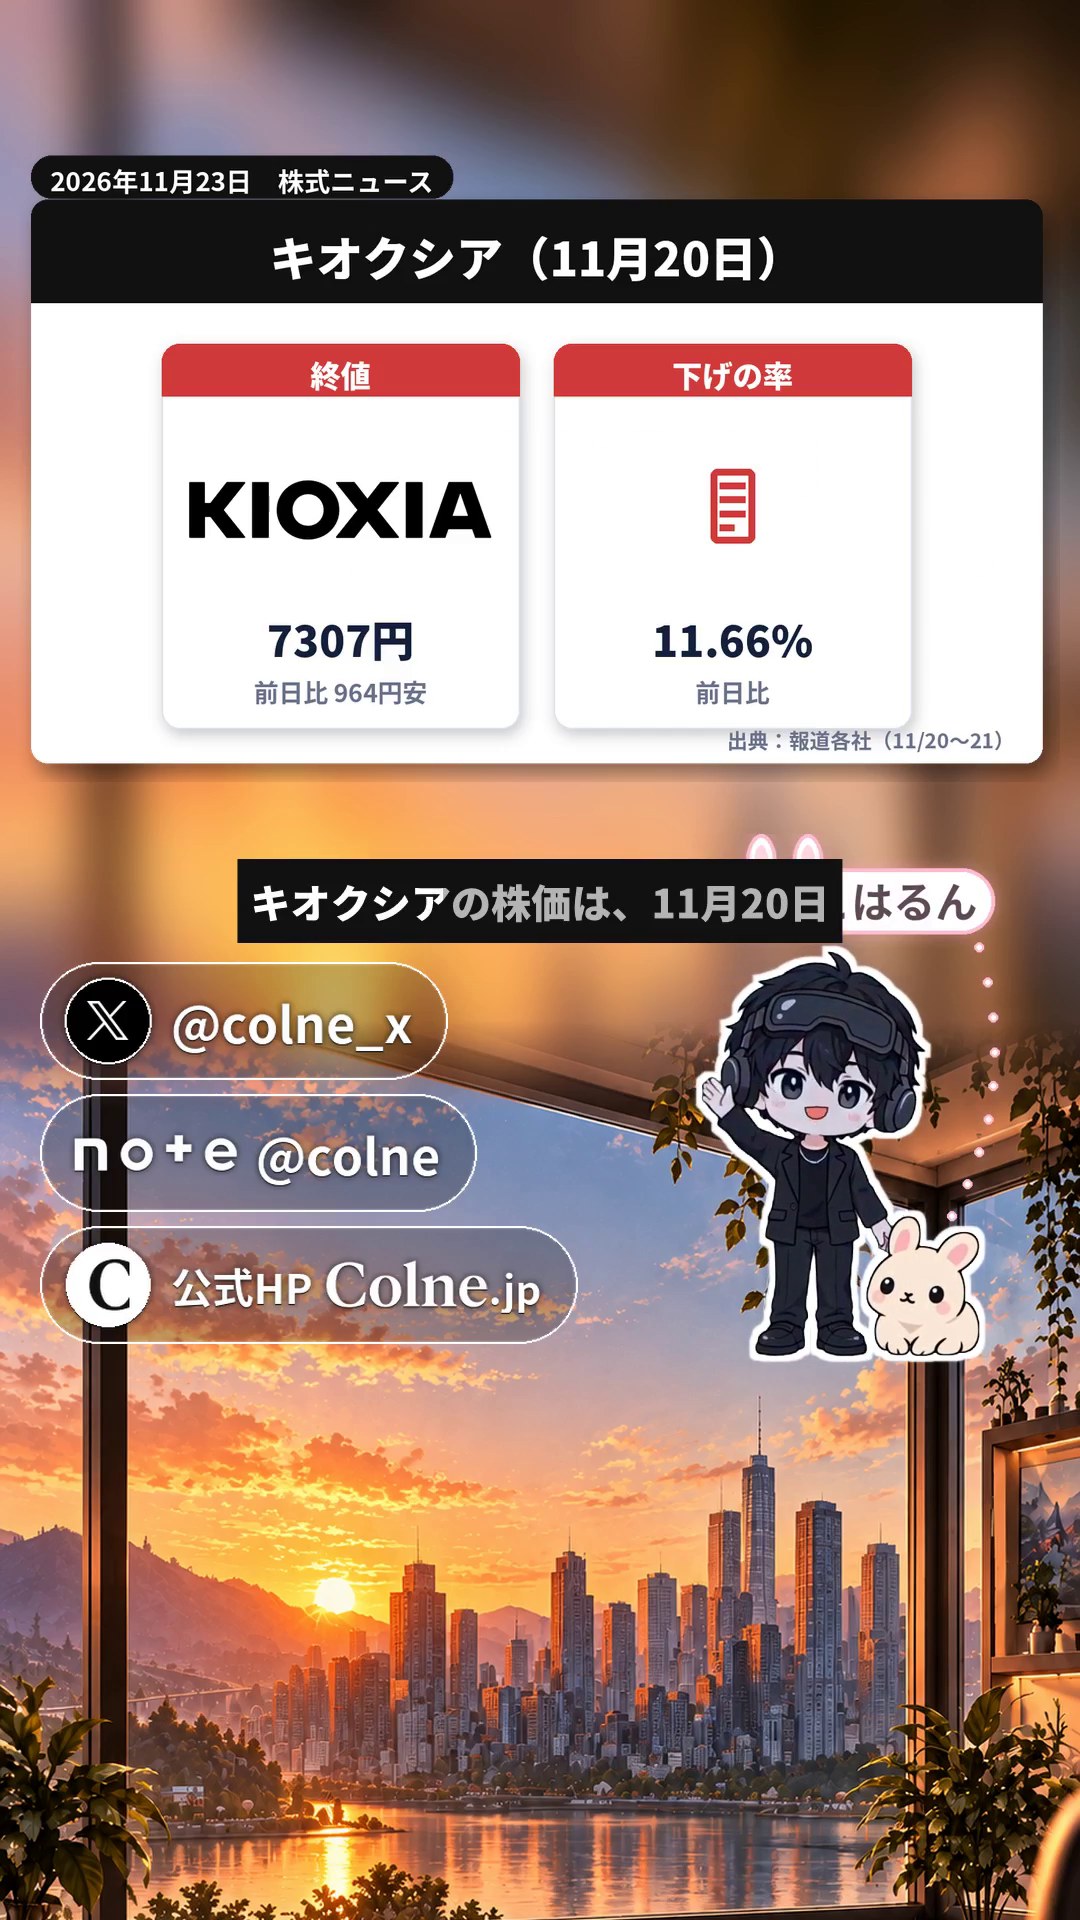 2026年11月23日　株式ニュース
キオクシア（11月20日）
終値
KIOXIA
7307円
前日比 964円安
下げの率
11.66%
前日比
出典：報道各社（11/20〜21）
キオクシアの株価は、11月20日
はるん
@colne_x
note @colne
C 公式HP Colne.jp